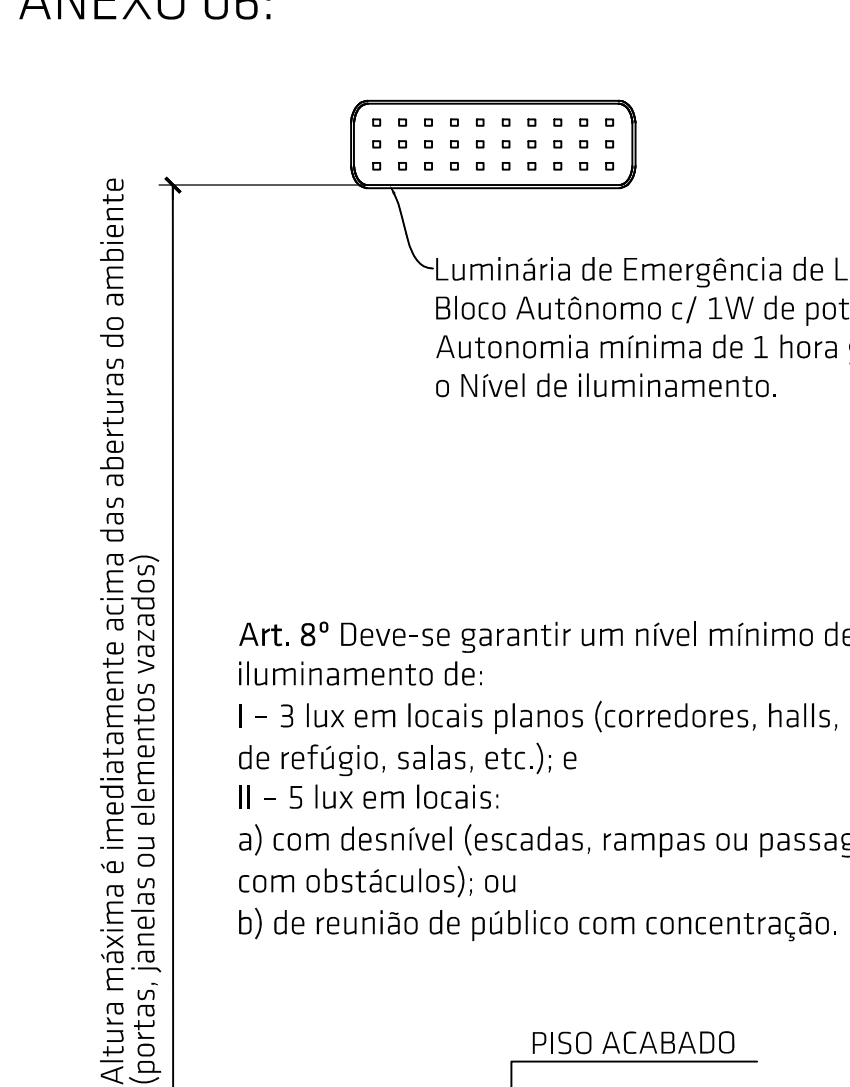 ANEXO 06:
Luminária de Emergência de
Bloco Autônomo c/ 1W de
Autonomia mínima de 1 hora
o Nível de iluminamento.
Altura máxima é imediatamente acima das aberturas do ambiente
(portas, janelas ou elementos vazados)
Art. 8º Deve-se garantir um nível mínimo de
iluminamento de:
I – 3 lux em locais planos (corredores, halls,
de refúgio, salas, etc.); e
II – 5 lux em locais:
a) com desnível (escadas, rampas ou
com obstáculos); ou
b) de reunião de público com concentração.
PISO ACABADO